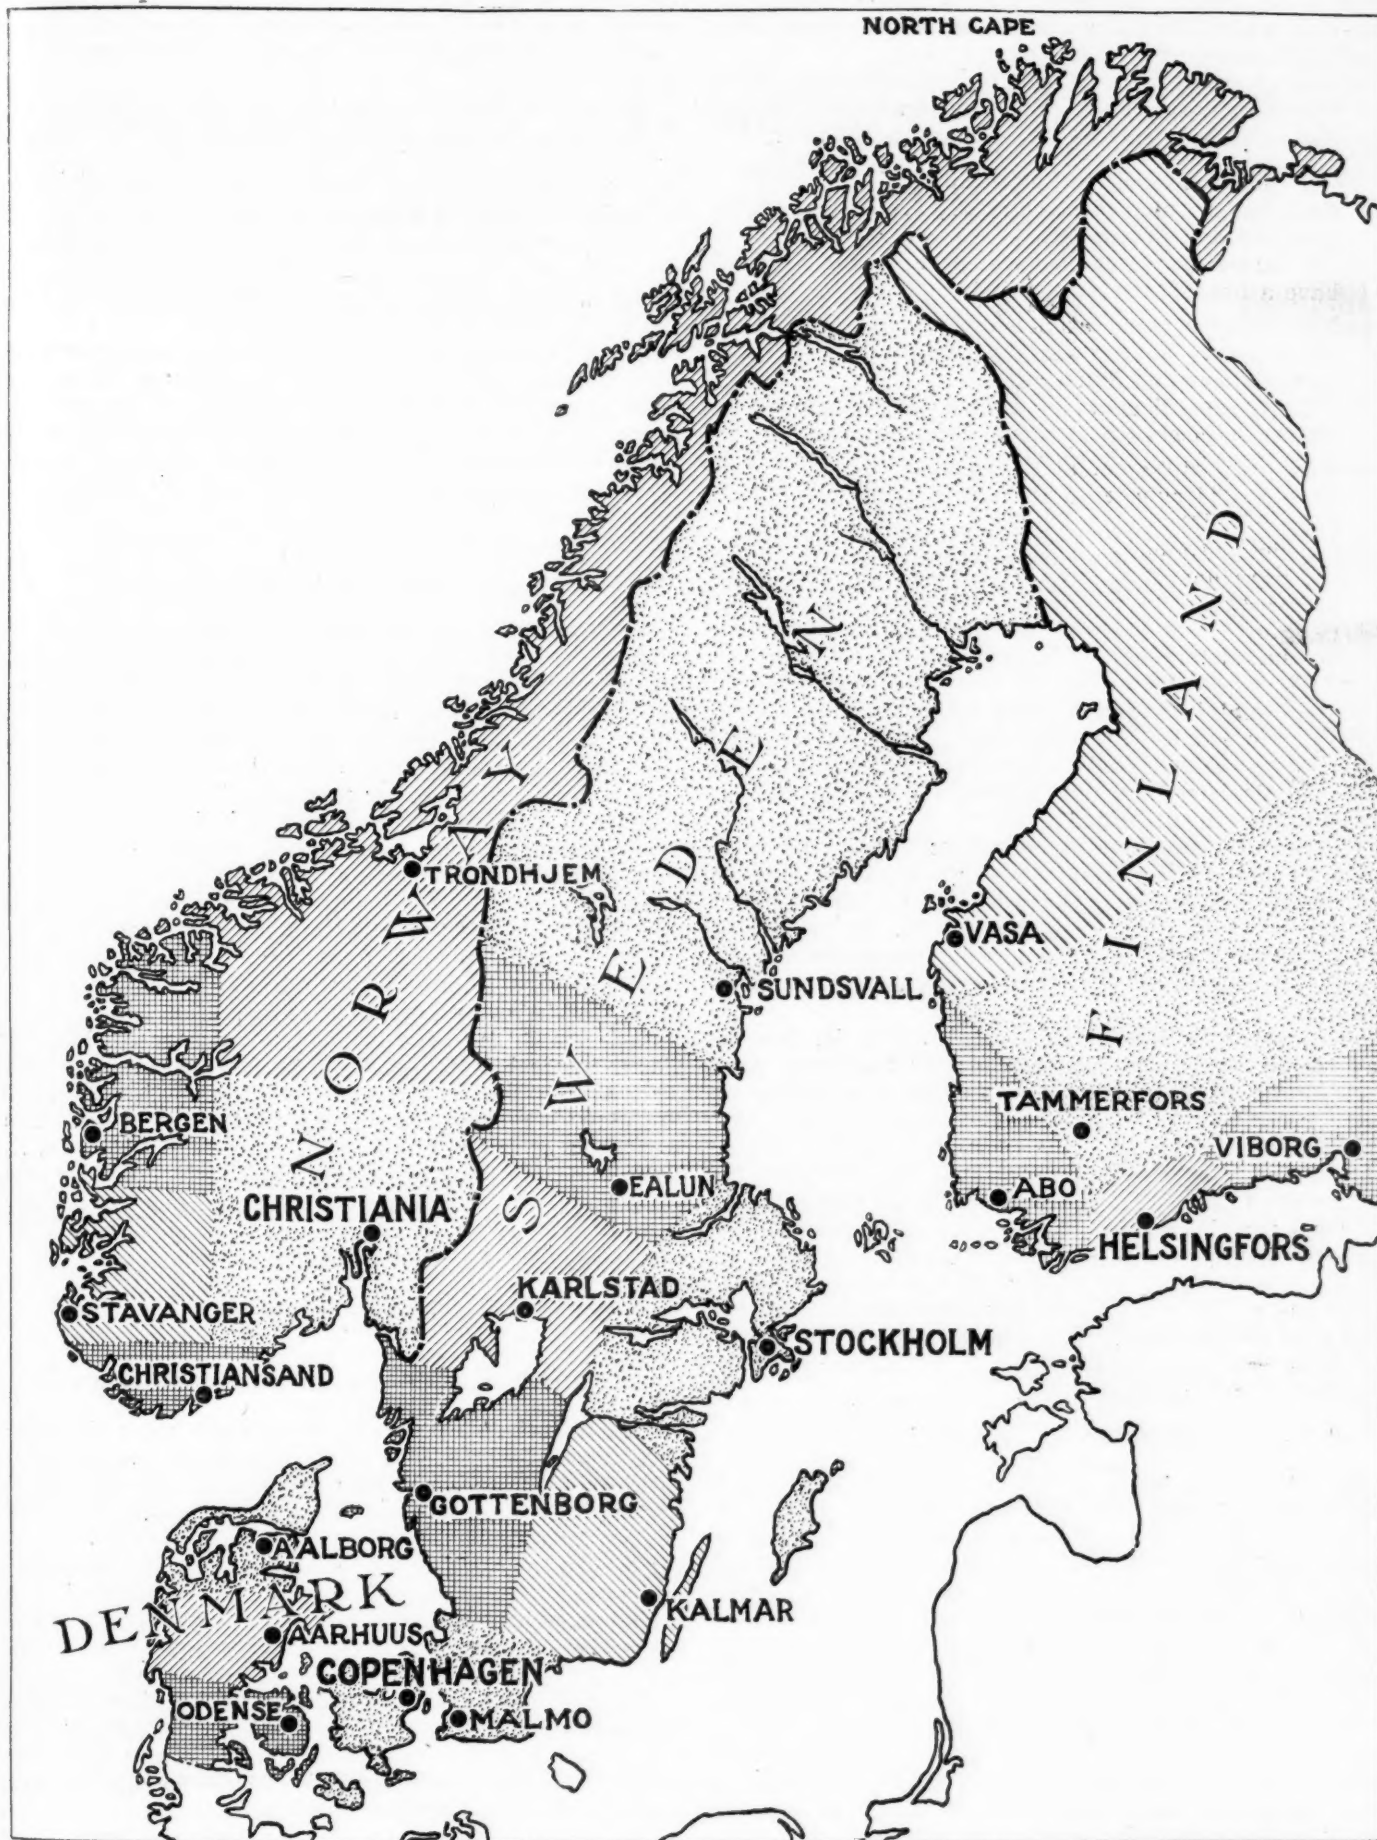 NORTH CAPE
NORWAY
SWEDEN
FINLAND
TRONDHJEM
VASA
SUNDSVALL
TAMMERFORS
BERGEN
VIBORG
EALUN
ABO
CHRISTIANIA
HELSINGFORS
KARLSTAD
STAVANGER
STOCKHOLM
CHRISTIANSAND
GOTTENBORG
AALBORG
DENMARK
KALMAR
AARHUUS
COPENHAGEN
ODENSE
MALMO